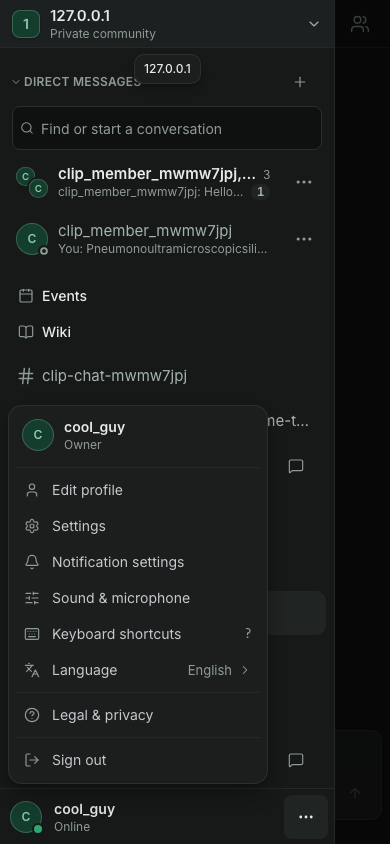 1
127.0.0.1
Private community
DIRECT MESSAGES
127.0.0.1
Find or start a conversation
C
C
clip_member_mwmw7jpj,... 3
clip_member_mwmw7jpj: Hello... 1
C
clip_member_mwmw7jpj
You: Pneumonoultramicroscopicsili...
Events
Wiki
clip-chat-mwmw7jpj
C
cool_guy
Owner
Edit profile
Settings
Notification settings
Sound & microphone
Keyboard shortcuts ?
Language English
Legal & privacy
Sign out
C
cool_guy
Online